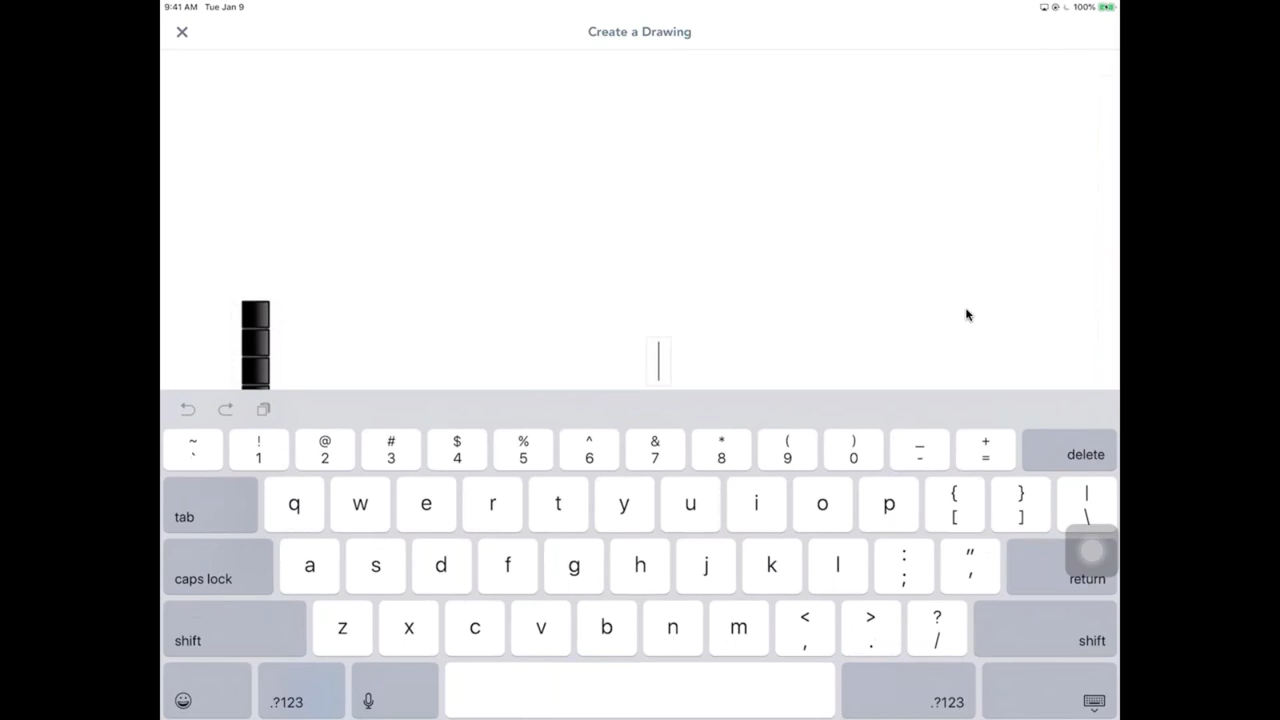 9:41 AM Tue Jan 9 100%
Create a Drawing
~ ! @ # $ % ^ & * ( ) _ +
` 1 2 3 4 5 6 7 8 9 0 - = delete
tab q w e r t y u i o p { [ } ] | \
caps lock a s d f g h j k l : ; " ' return
shift z x c v b n m < , > . ? / shift
.?123 .?123